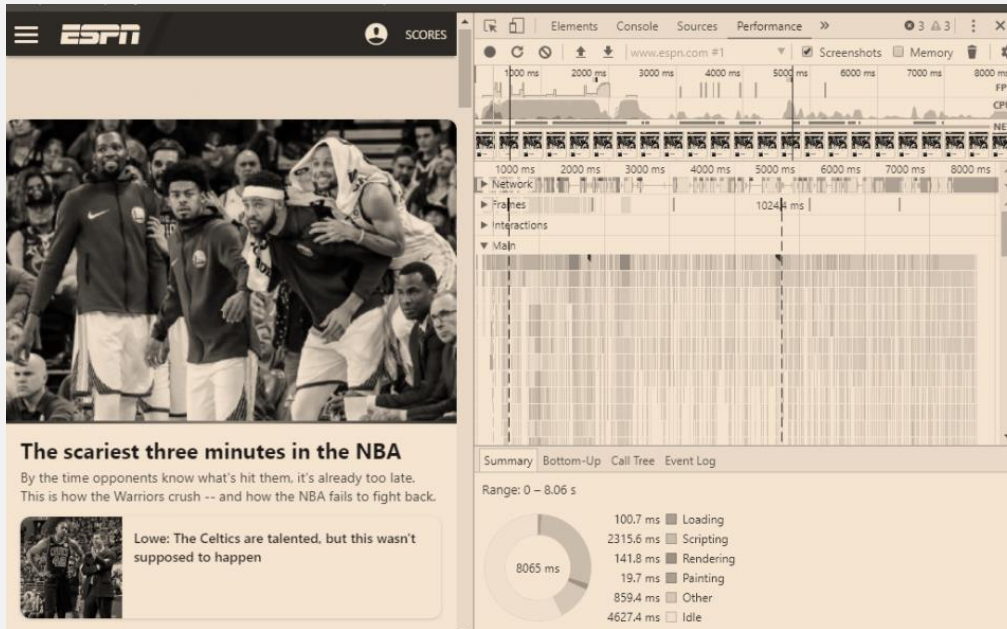 ESPN
SCORES
The scariest three minutes in the NBA
By the time opponents know what's hit them, it's already too late.
This is how the Warriors crush -- and how the NBA fails to fight back.
Lowe: The Celtics are talented, but this wasn't
supposed to happen
Elements Console Sources Performance » 3 3
www.espn.com #1 Screenshots Memory
1000 ms 2000 ms 3000 ms 4000 ms 5000 ms 6000 ms 7000 ms 8000 ms
FP
CPU
NE
1000 ms 2000 ms 3000 ms 4000 ms 5000 ms 6000 ms 7000 ms 8000 ms
Network
Frames 1024.4 ms
Interactions
Main
Summary Bottom-Up Call Tree Event Log
Range: 0 – 8.06 s
8065 ms
100.7 ms Loading
2315.6 ms Scripting
141.8 ms Rendering
19.7 ms Painting
859.4 ms Other
4627.4 ms Idle